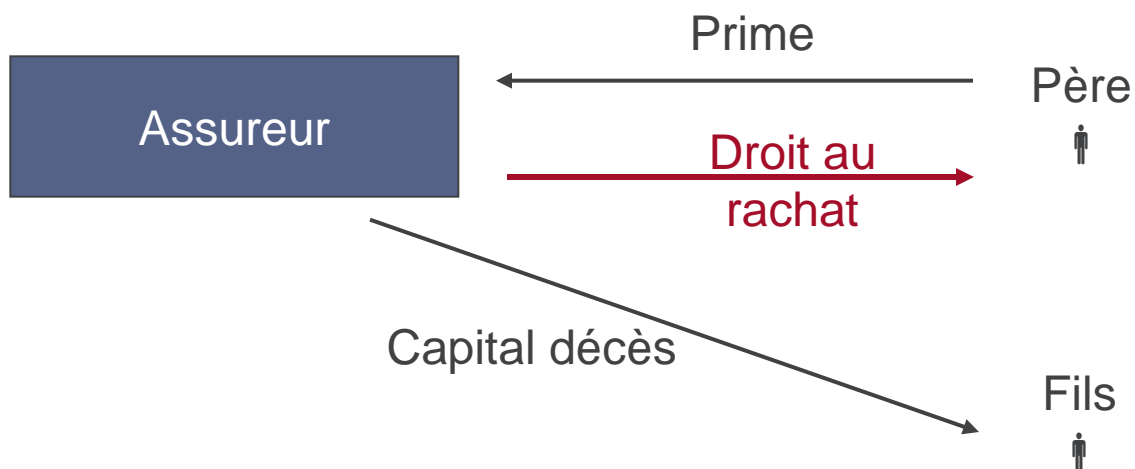 Prime
Père
Assureur
Droit au
rachat
Capital décès
Fils